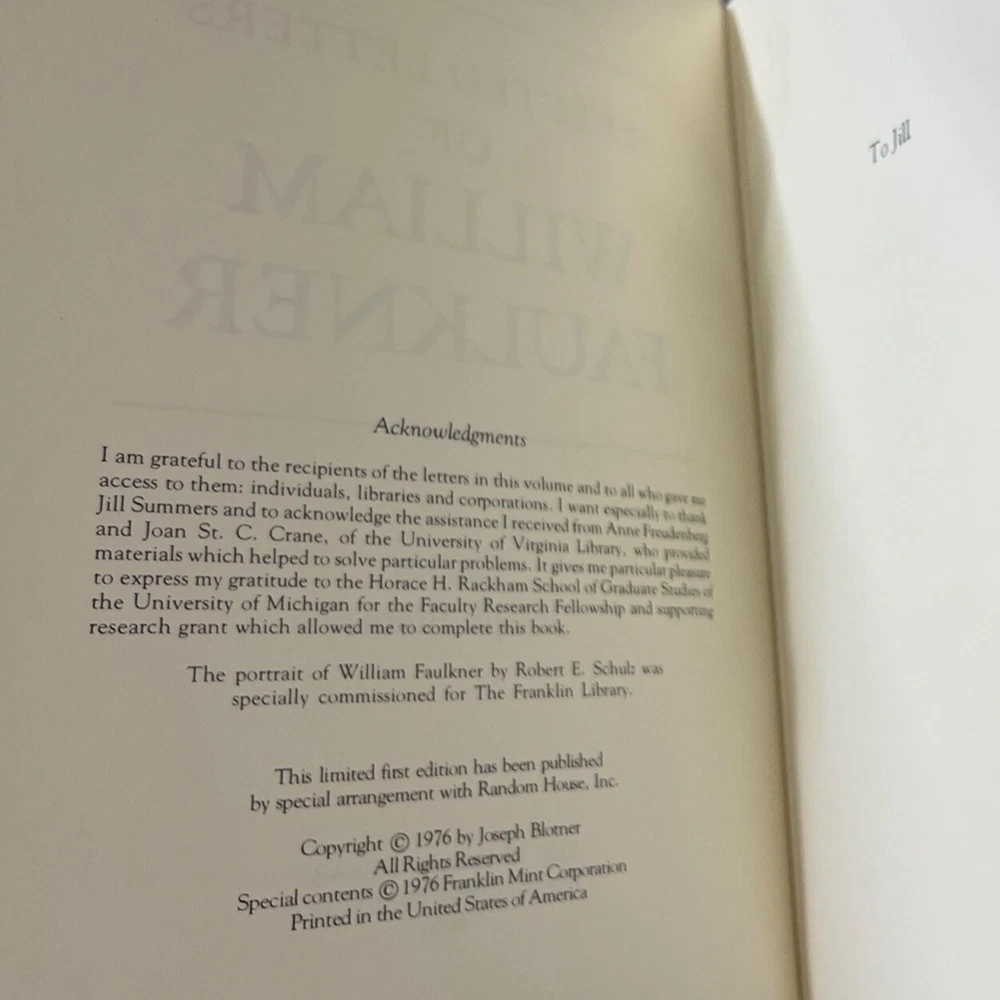 SELECTED LETTERS
OF
WILLIAM
FAULKNER
Acknowledgments
I am grateful to the recipients of the letters in this volume and to all who gave me
access to them: individuals, libraries and corporations. I want especially to thank
Jill Summers and to acknowledge the assistance I received from Anne Freudenberg
and Joan St. C. Crane, of the University of Virginia Library, who provided
materials which helped to solve particular problems. It gives me particular pleasure
to express my gratitude to the Horace H. Rackham School of Graduate Studies of
the University of Michigan for the Faculty Research Fellowship and supporting
research grant which allowed me to complete this book.
The portrait of William Faulkner by Robert E. Schulz was
specially commissioned for The Franklin Library.
This limited first edition has been published
by special arrangement with Random House, Inc.
Copyright © 1976 by Joseph Blotner
All Rights Reserved
Special contents © 1976 Franklin Mint Corporation
Printed in the United States of America
To Jill